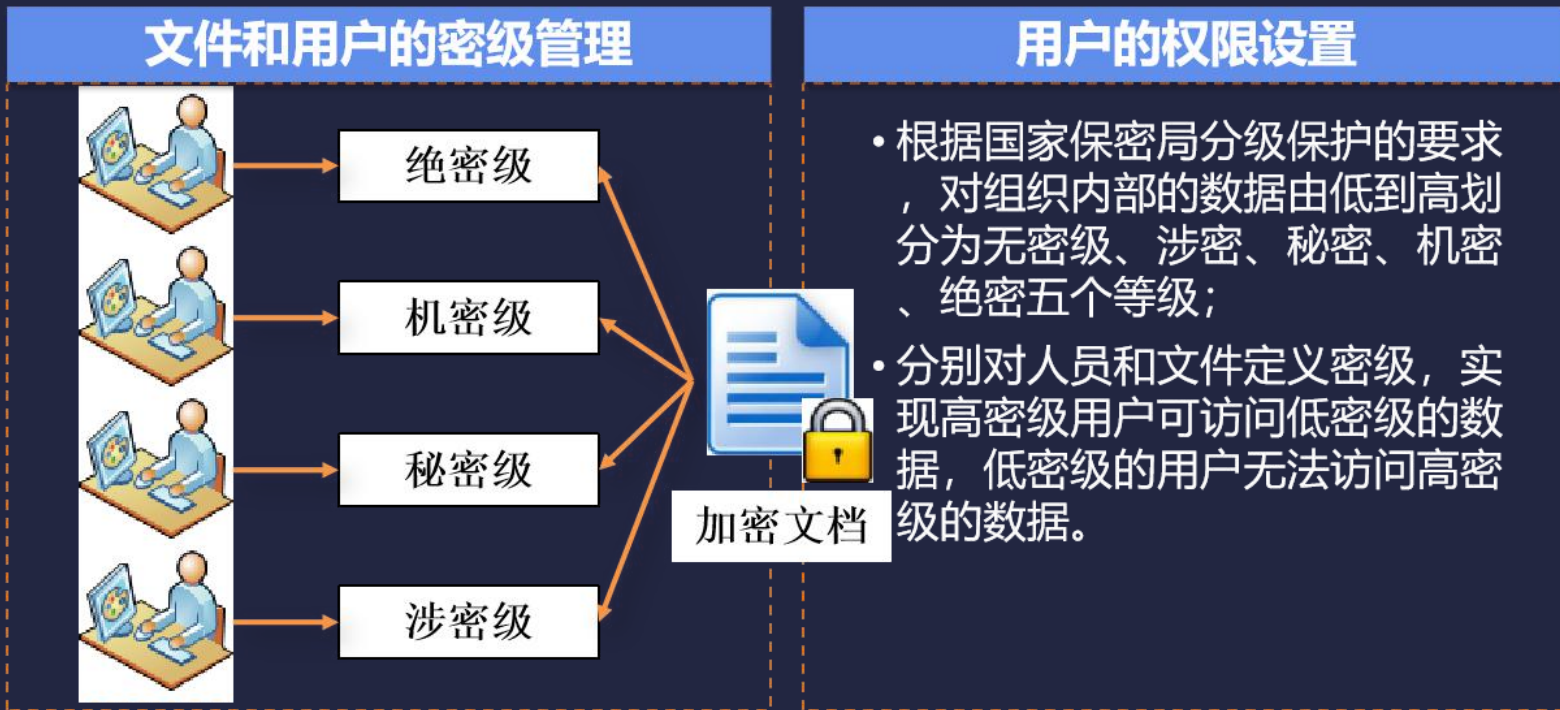 文件和用户的密级管理
绝密级
机密级
秘密级
涉密级
加密文档
用户的权限设置
•根据国家保密局分级保护的要求
，对组织内部的数据由低到高划
分为无密级、涉密、秘密、机密
、绝密五个等级；
•分别对人员和文件定义密级，实
现高密级用户可访问低密级的数
据，低密级的用户无法访问高密
级的数据。